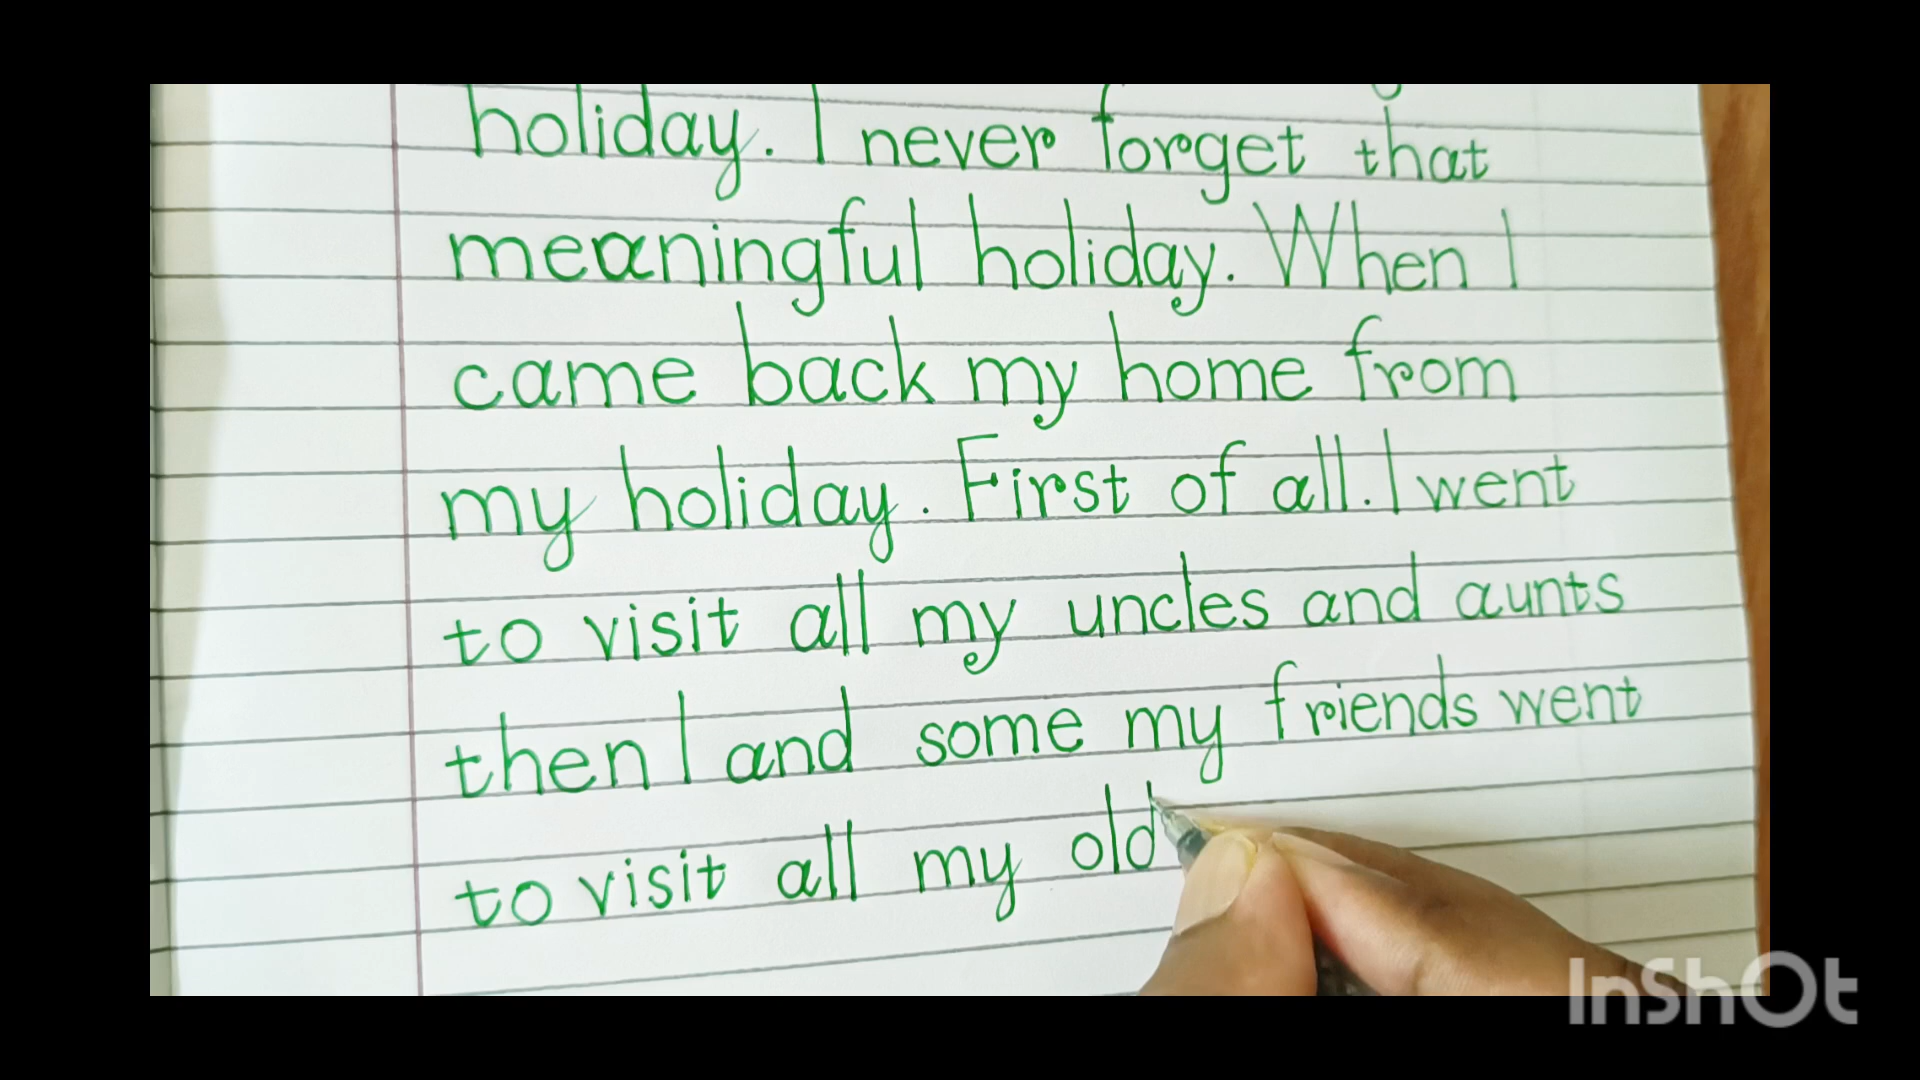 holiday. I never forget that
meaningful holiday. When I
came back my home from
my holiday. First of all. I went
to visit all my uncles and aunts
then I and some my friends went
to visit all my old
InShOt